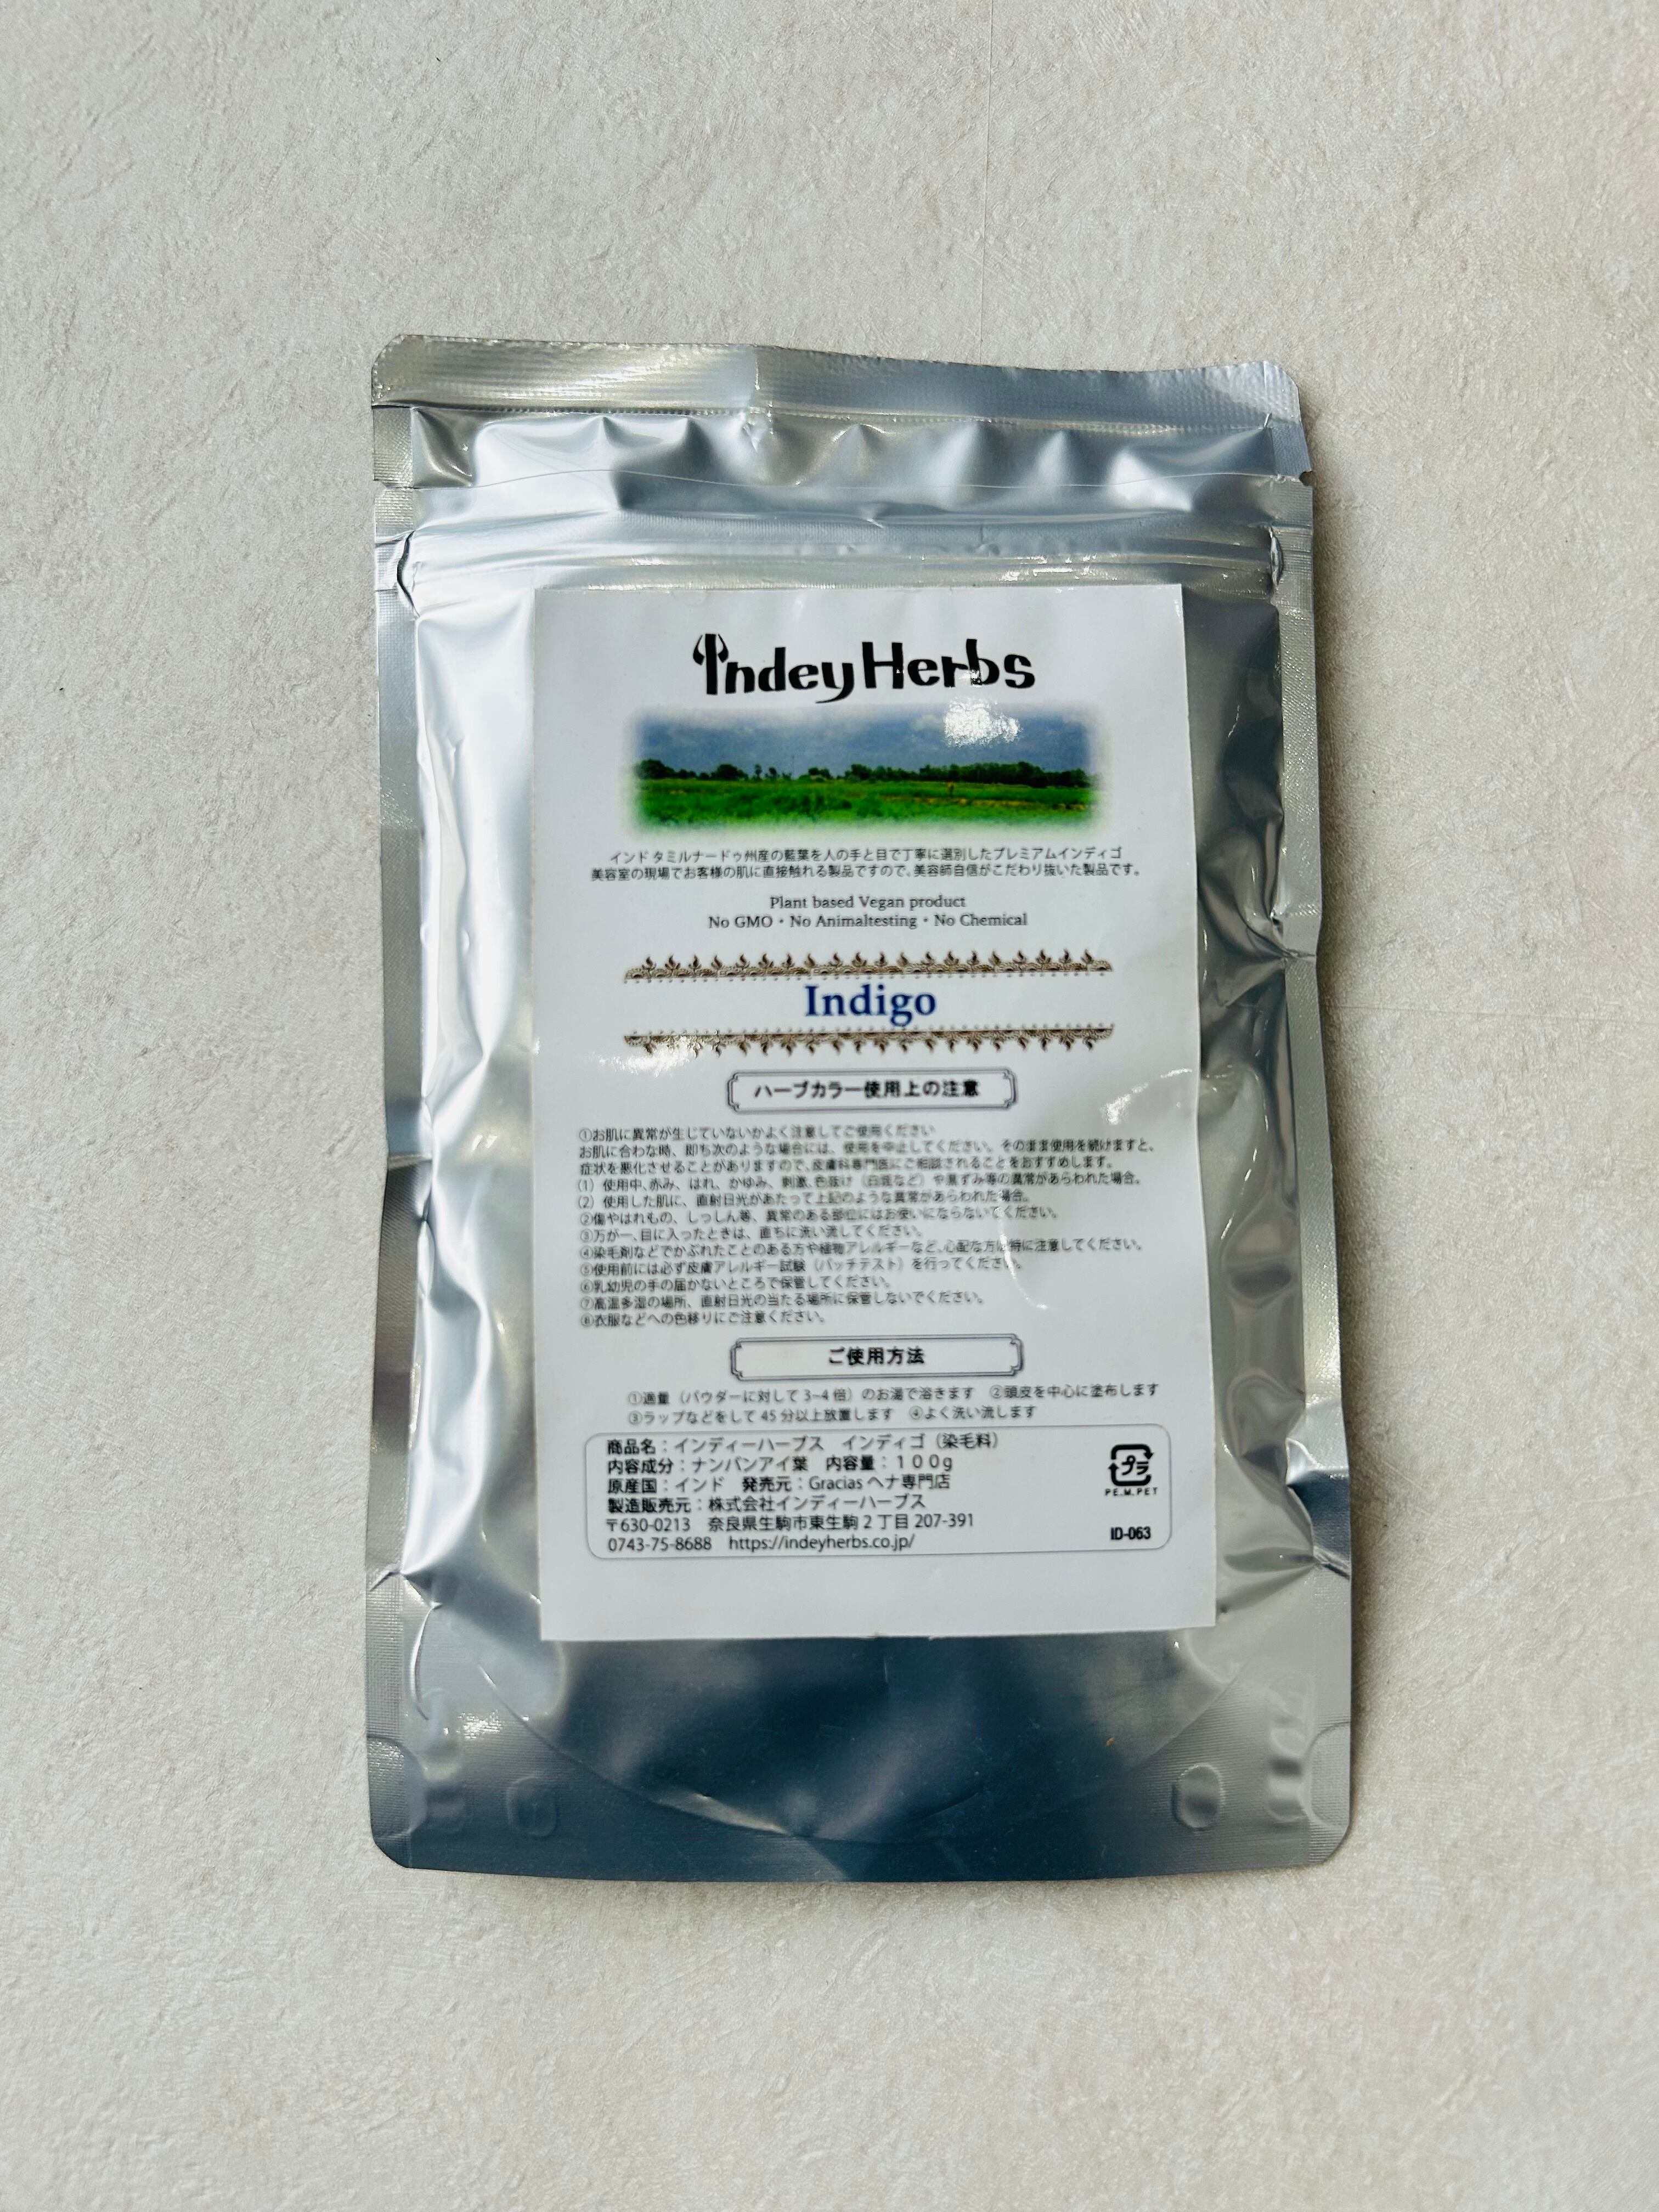 Indey Herbs
インド タミルナードゥ州産の藍葉を人の手と目で丁寧に選別したプレミアムインディゴ
美容室の現場でお客様の肌に直接触れる製品ですので、美容師自信がこだわり抜いた製品です。
Plant based Vegan product
No GMO・No Animaltesting・No Chemical
Indigo
ハーブカラー使用上の注意
①お肌に異常が生じていないかよく注意してご使用ください
お肌に合わな時、即ち次のような場合には、使用を中止してください。そのまま使用を続けますと、
症状を悪化させることがありますので、皮膚科専門医にご相談されることをおすすめします。
(1) 使用中、赤み、はれ、かゆみ、刺激、色抜け（白斑など）や黒ずみ等の異常があらわれた場合。
(2) 使用した肌に、直射日光があたって上記のような異常があらわれた場合。
②傷やはれもの、しっしん等、異常のある部位にはお使いにならないてください。
③万が一、目に入ったときは、直ちに洗い流してください。
④染毛剤などでかぶれたことのある方や植物アレルギーなど、心配な方は特に注意してください。
⑤使用前には必ず皮膚アレルギー試験（パッチテスト）を行ってください。
⑥乳幼児の手の届かないところで保管してください。
⑦高温多湿の場所、直射日光の当たる場所に保管しないでください。
⑧衣服などへの色移りにご注意ください。
ご使用方法
①適量（パウダーに対して 3~4 倍）のお湯で溶きます ②頭皮を中心に塗布します
③ラップなどをして 45 分以上放置します ④よく洗い流します
商品名：インディーハーブス インディゴ（染毛料）
内容成分：ナンバンアイ葉 内容量：１００g
原産国：インド 発売元：Gracias ヘナ専門店
製造販売元：株式会社インディーハーブス
〒630-0213 奈良県生駒市東生駒 2 丁目 207-391
0743-75-8688 https://indeyherbs.co.jp/
プラ
PE.M.PET
ID-063